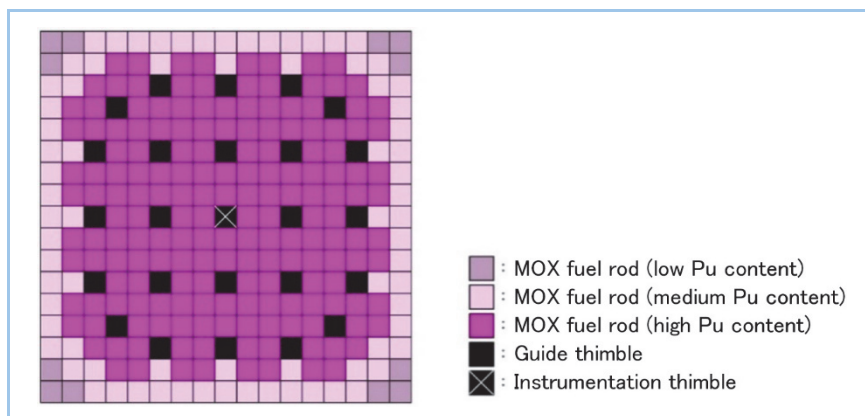 : MOX fuel rod (low Pu content)
: MOX fuel rod (medium Pu content)
: MOX fuel rod (high Pu content)
: Guide thimble
: Instrumentation thimble